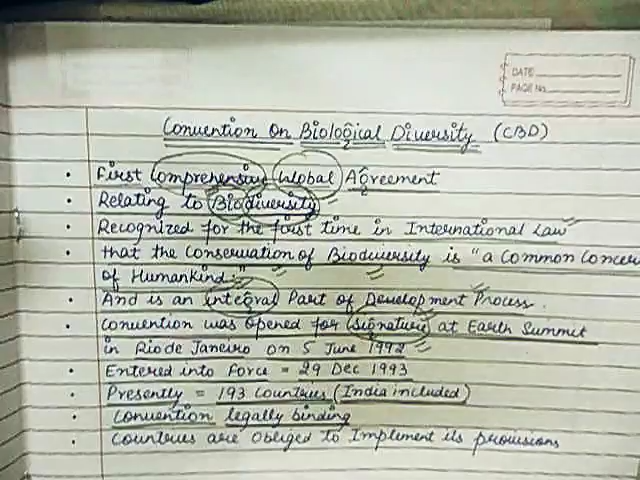 DATE
PAGE No.
Convention On Biological Diversity (CBD)
• First Comprehensive Global Agreement
• Relating to Biodiversity
• Recognized for the first time in International Law
• that the Conservation of Biodiversity is "a Common Concer
of Humankind."
• And is an integral Part of Development Process.
• Convention was opened for Signature at Earth Summit
in Rio de Janeiro on 5 June 1992
• Entered into Force = 29 Dec 1993
• Presently = 193 Countries (India included)
• Convention legally binding
• Countries are Obliged to Implement its provisions